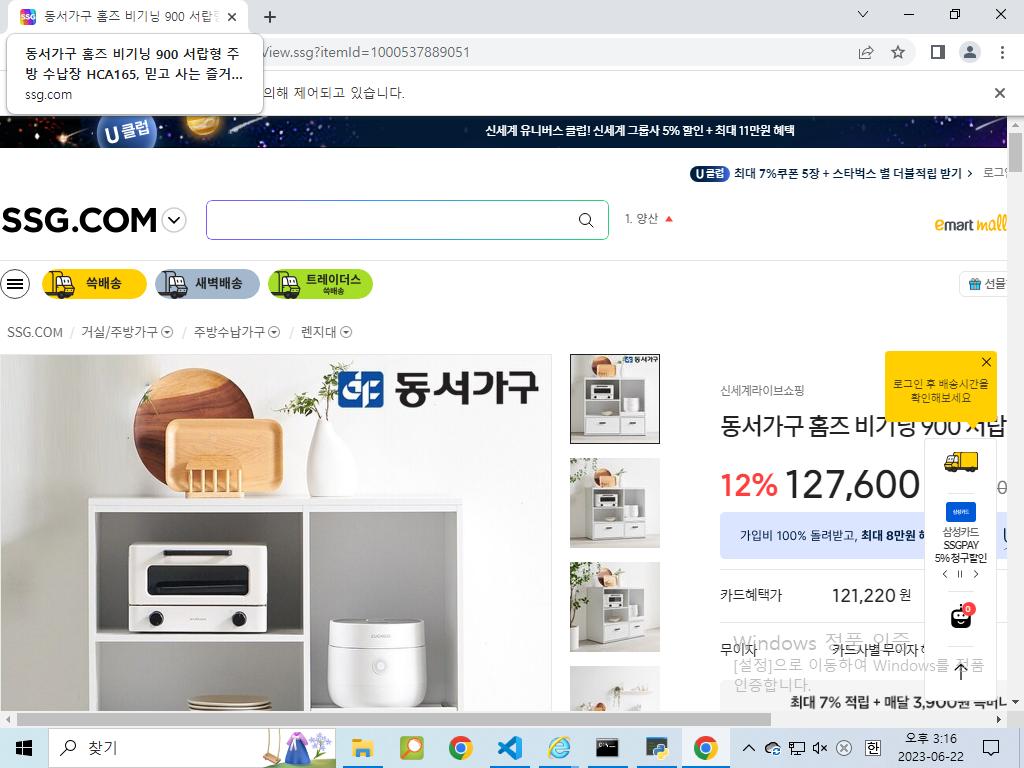 동서가구 홈즈 비기닝 900 서랍형
동서가구 홈즈 비기닝 900 서랍형 주
방 수납장 HCA165, 믿고 사는 즐거...
ssg.com
View.ssg?itemId=1000537889051
의해 제어되고 있습니다.
U클럽
신세계 유니버스 클럽! 신세계 그룹사 5% 할인 + 최대 11만원 혜택
U클럽 최대 7%쿠폰 5장 + 스타벅스 별 더블적립 받기 >
로그인
SSG.COM
1. 양산
emart mall
쓱배송
새벽배송
트레이더스
쓱배송
선물
SSG.COM / 거실/주방가구 / 주방수납가구 / 렌지대
동서가구
CUCKOO
동서가구
신세계라이브쇼핑
동서가구 홈즈 비기닝 900 서랍
로그인 후 배송시간을
확인해보세요
12% 127,600
가입비 100% 돌려받고, 최대 8만원 혜
삼성카드
삼성카드
SSGPAY
5% 청구할인
카드혜택가 121,220 원
0
무이자 카드사별 무이자
Windows 정품 인증
[설정]으로 이동하여 Windows를 정품
인증합니다.
최대 7% 적립 + 매달 3,900원
찾기
오후 3:16
2023-06-22
한